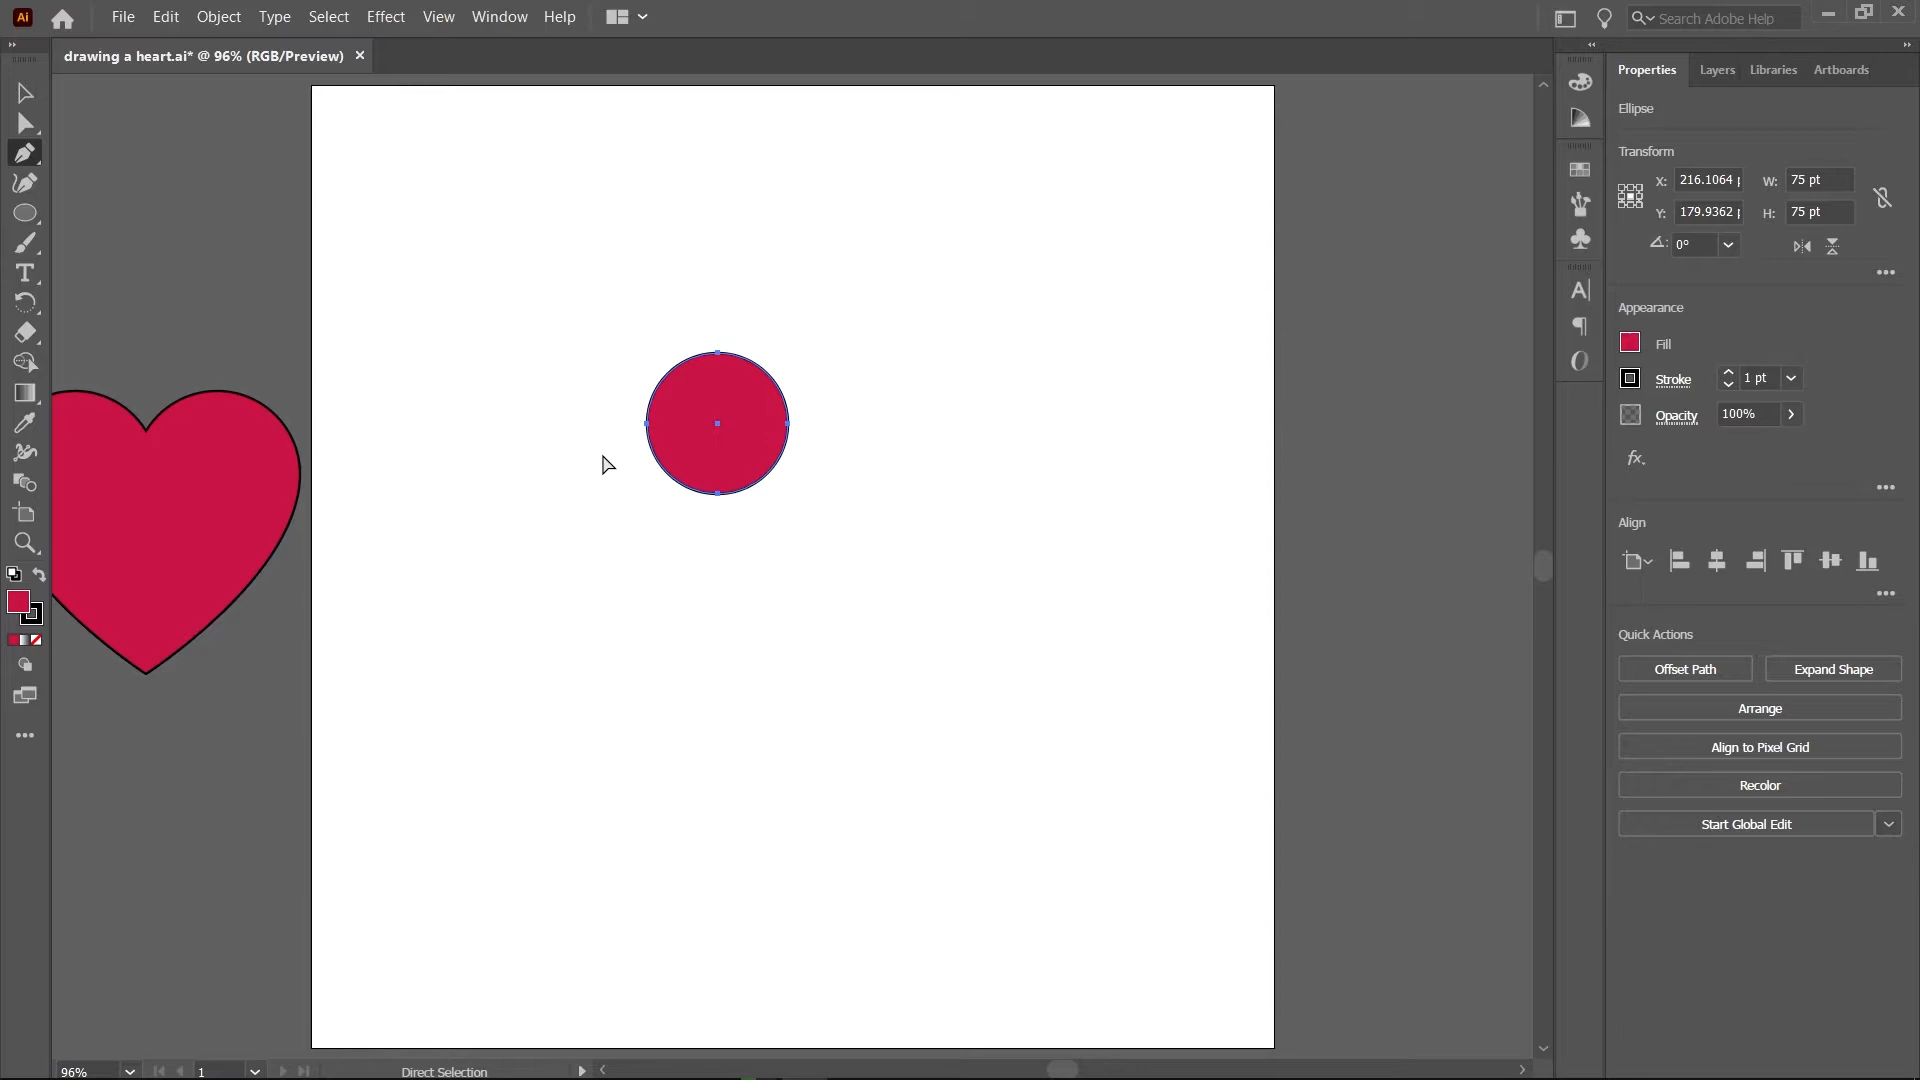 Ai File Edit Object Type Select Effect View Window Help Search Adobe Help
drawing a heart.ai* @ 96% (RGB/Preview) ×
Properties Layers Libraries Artboards
Ellipse
Transform
X: 216.1064 W: 75 pt
Y: 179.9362 H: 75 pt
0°
Appearance
Fill
Stroke 1 pt
Opacity 100%
fx.
Align
Quick Actions
Offset Path Expand Shape
Arrange
Align to Pixel Grid
Recolor
Start Global Edit
96% 1 Direct Selection